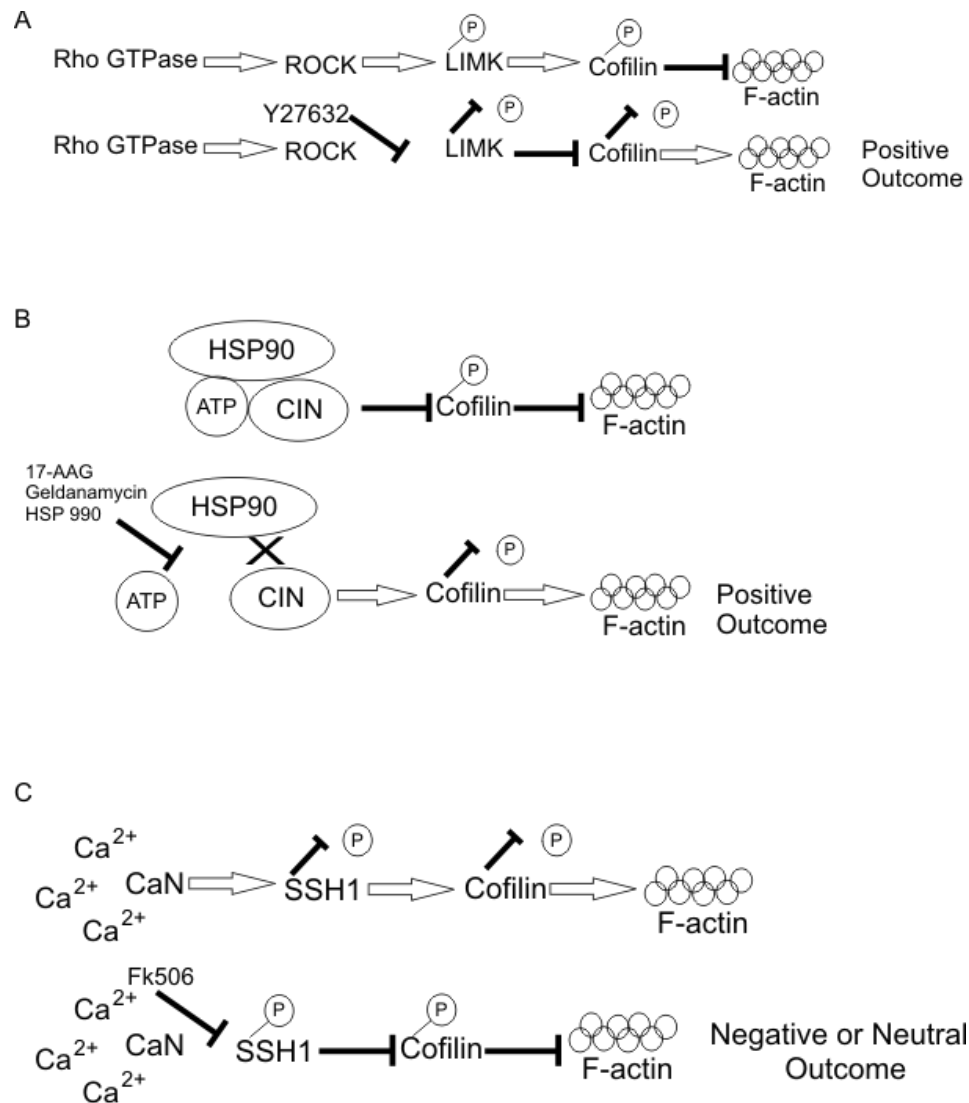 A
Rho GTPase ROCK LIMK P Cofilin P F-actin
Y27632
Rho GTPase ROCK LIMK P Cofilin P F-actin Positive
Outcome
B
HSP90
ATP CIN Cofilin P F-actin
17-AAG
Geldanamycin
HSP 990
HSP90
ATP CIN Cofilin P F-actin Positive
Outcome
C
Ca2+
Ca2+ CaN SSH1 P Cofilin P F-actin
Ca2+
Fk506
Ca2+
Ca2+ CaN SSH1 P Cofilin P F-actin Negative or Neutral
Ca2+ Outcome